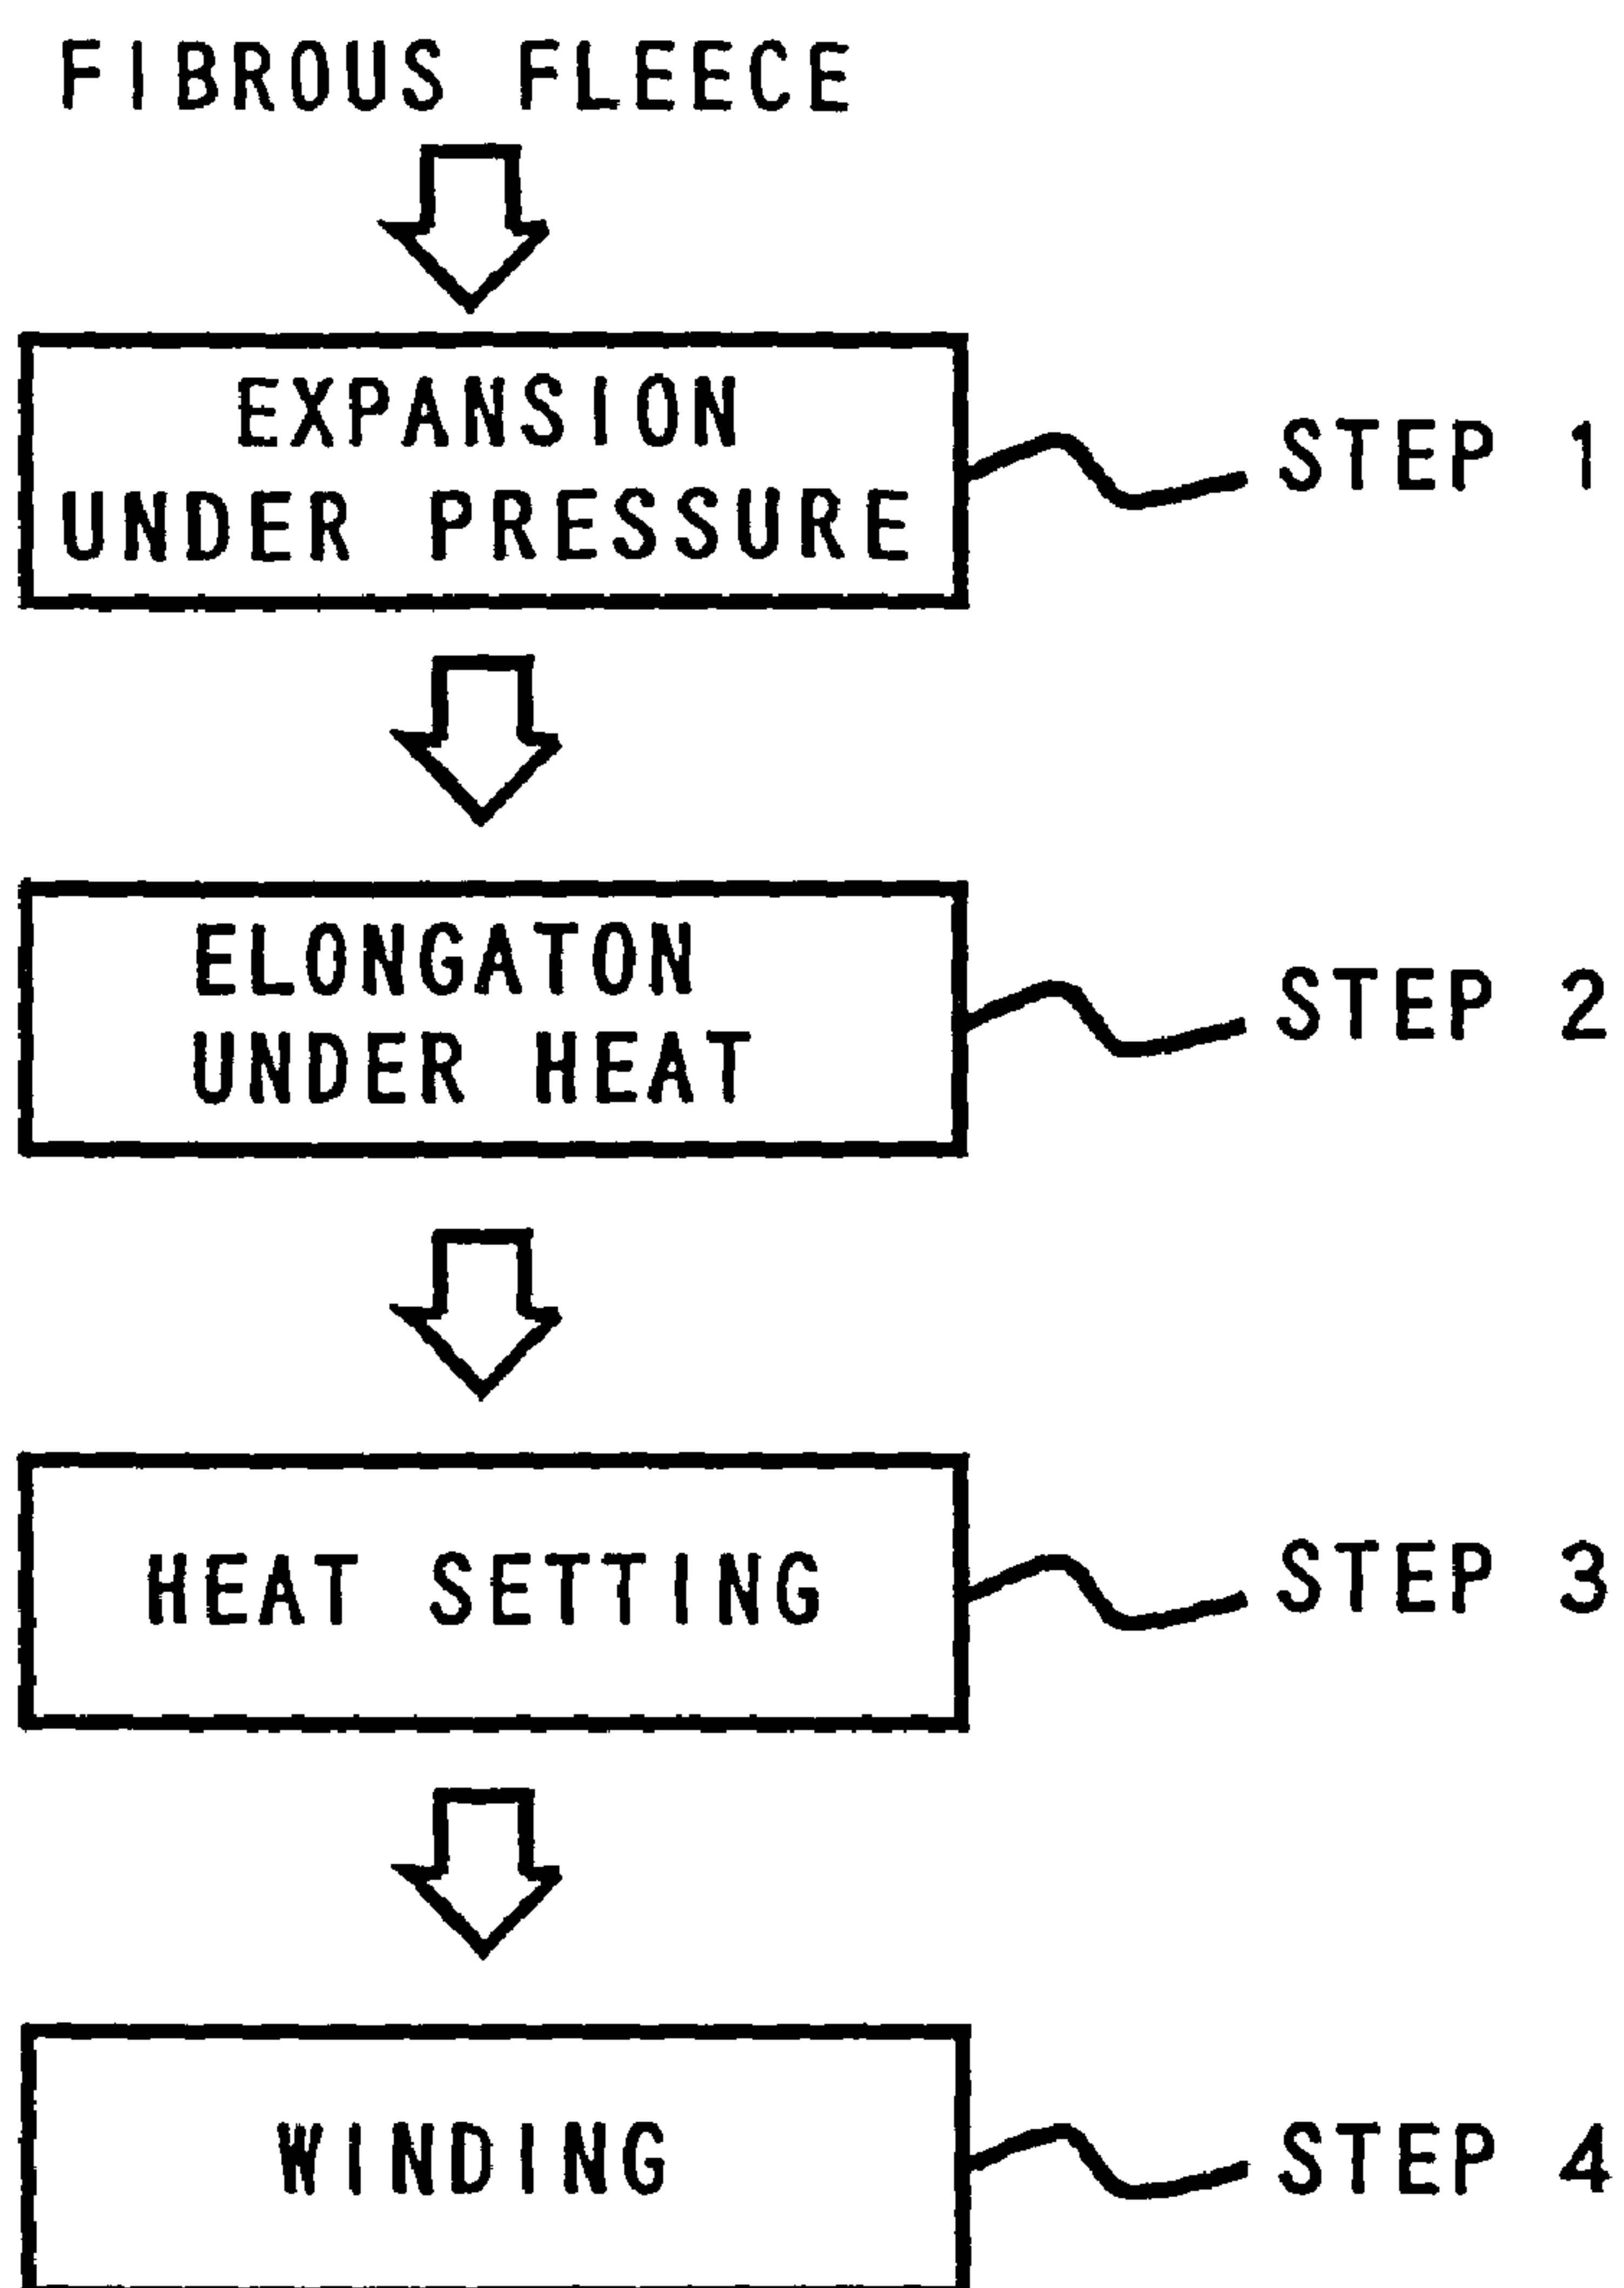 FIBROUS FLEECE
EXPANSION
UNDER PRESSURE
STEP 1
ELONGATON
UNDER HEAT
STEP 2
HEAT SETTING
STEP 3
WINDING
STEP 4